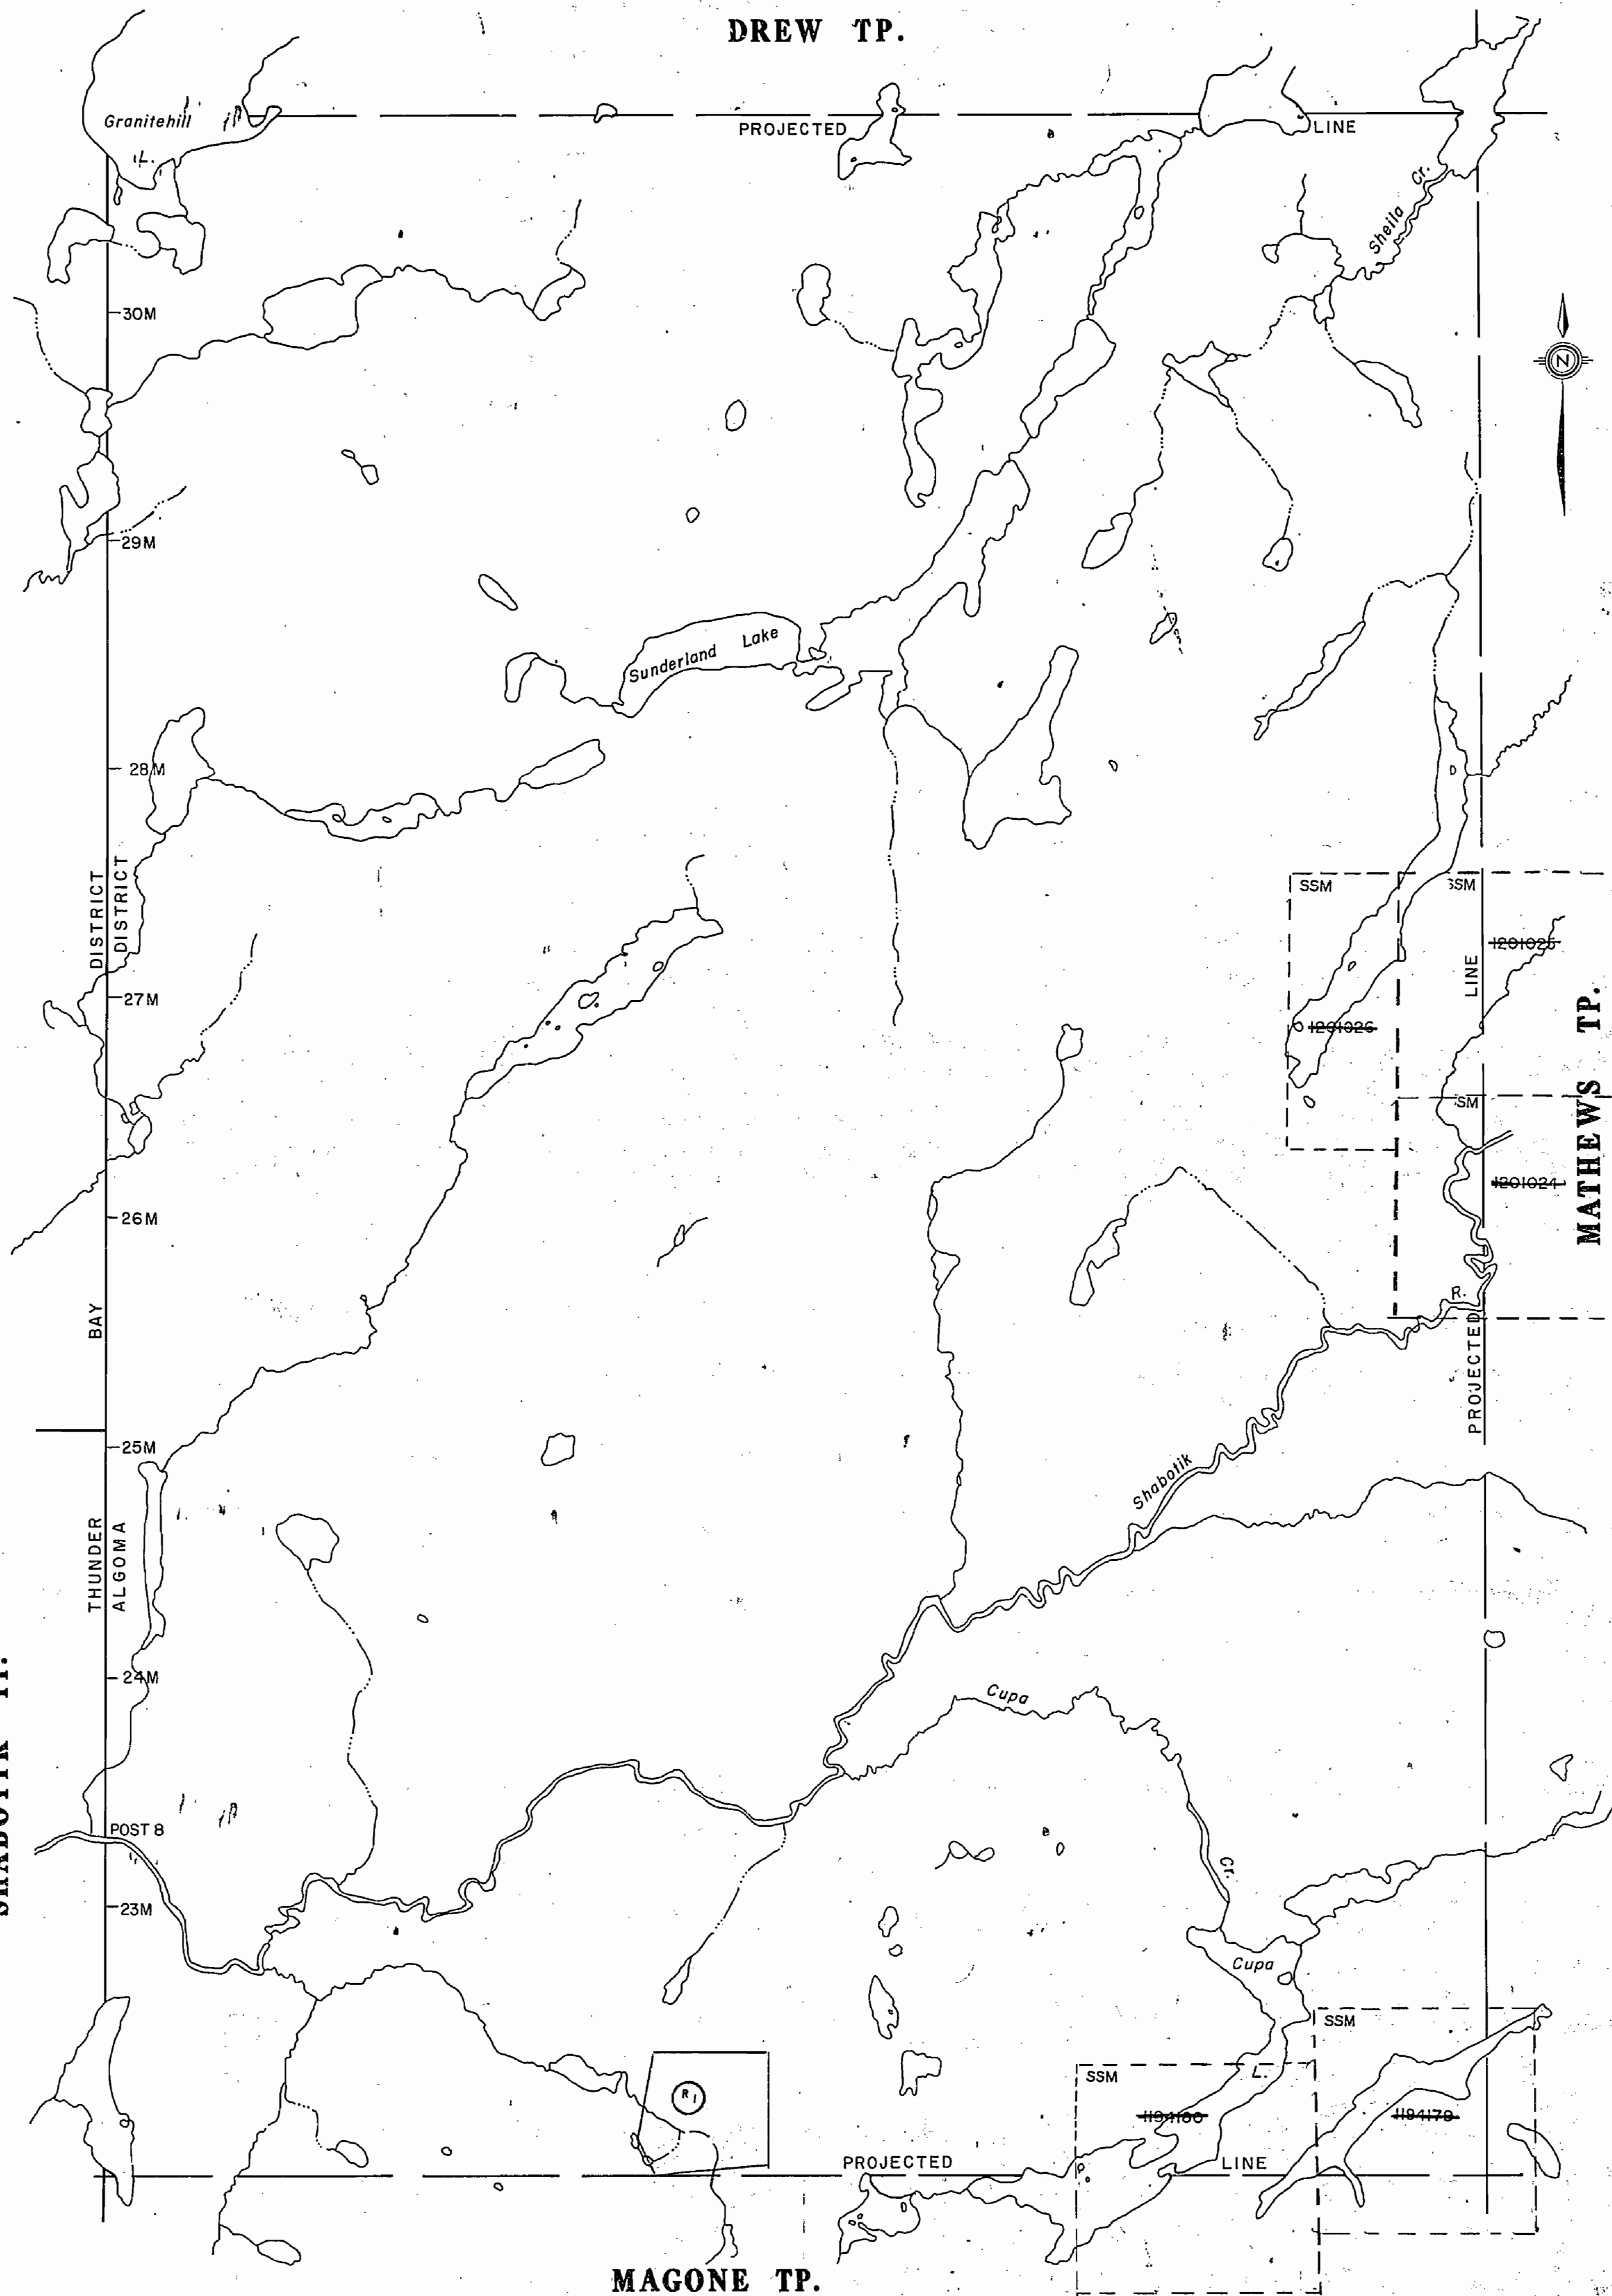 DREW TP.
Granitehill
L.
PROJECTED
LINE
Sheila Cr.
30M
N
29M
Sunderland Lake
28M
DISTRICT
DISTRICT
SSM
SSM
1201025
LINE
27M
1201026
MATHEWS TP.
SM
1201024
26M
R.
BAY
PROJECTED
25M
Shabotik
THUNDER
ALGOMA
24M
Cupa
POST 8
Cr.
23M
Cupa
SSM
SSM
L.
R1
1194180
1194179
PROJECTED
LINE
MAGONE TP.